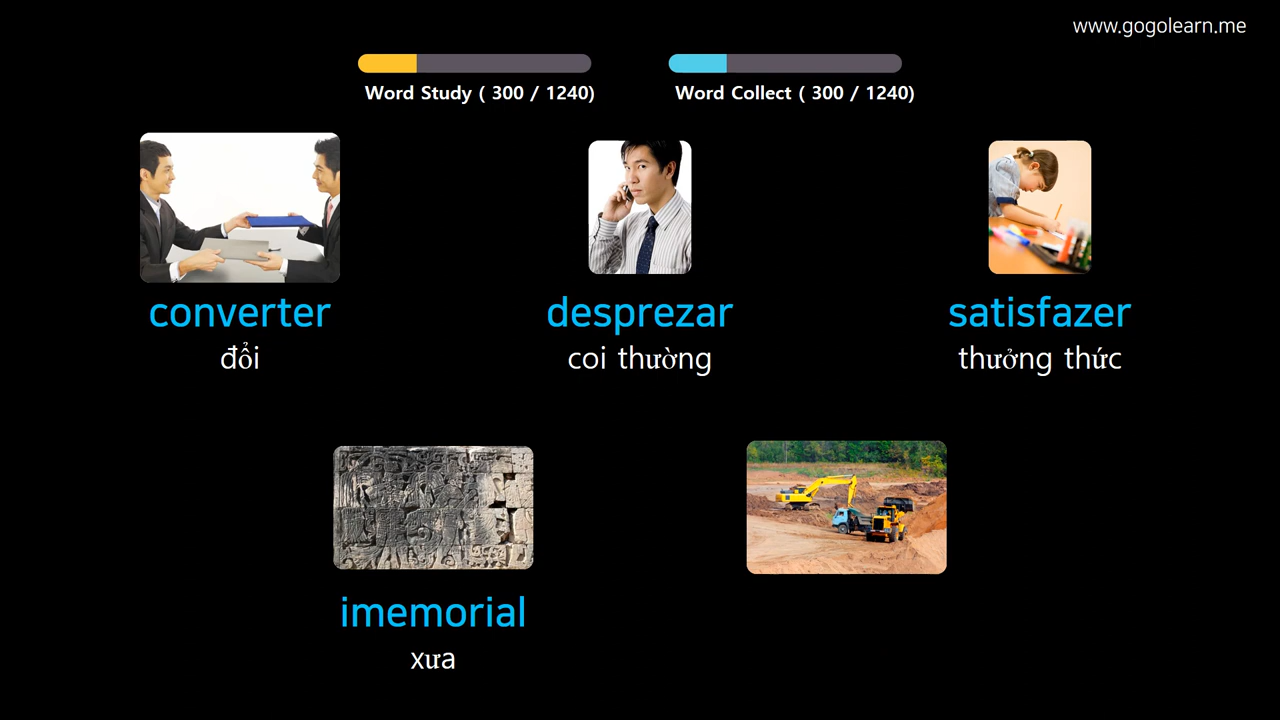 www.gogolearn.me
Word Study ( 300 / 1240)
Word Collect ( 300 / 1240)
converter
đổi
desprezar
coi thường
satisfazer
thưởng thức
imemorial
xưa